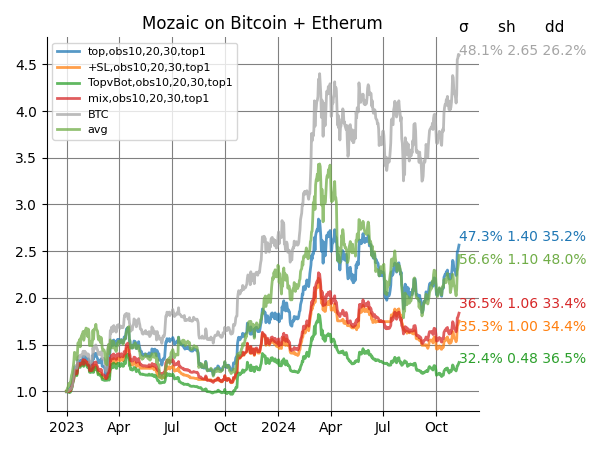 Mozaic on Bitcoin + Etherum
σ sh dd
top,obs10,20,30,top1
+SL,obs10,20,30,top1
TopvBot,obs10,20,30,top1
mix,obs10,20,30,top1
BTC
avg
48.1% 2.65 26.2%
47.3% 1.40 35.2%
56.6% 1.10 48.0%
36.5% 1.06 33.4%
35.3% 1.00 34.4%
32.4% 0.48 36.5%
4.5
4.0
3.5
3.0
2.5
2.0
1.5
1.0
2023 Apr Jul Oct 2024 Apr Jul Oct